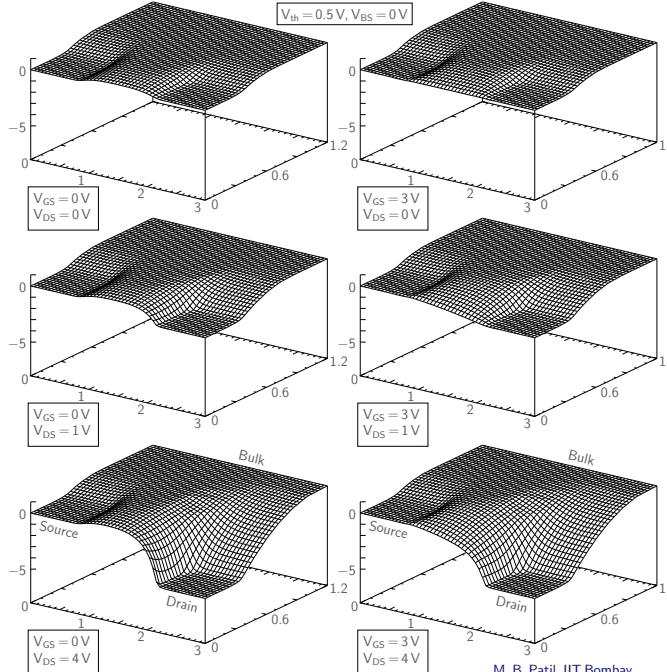 V_th = 0.5 V, V_BS = 0 V
0
−5
0
1
2
3
0
0.6
1.2
V_GS = 0 V
V_DS = 0 V
0
−5
0
1
2
3
0
0.6
1
V_GS = 3 V
V_DS = 0 V
0
−5
0
1
2
3
0
0.6
1.2
V_GS = 0 V
V_DS = 1 V
0
−5
0
1
2
3
0
0.6
1
V_GS = 3 V
V_DS = 1 V
Bulk
0
Source
−5
Drain
0
1
2
3
0
0.6
1.2
V_GS = 0 V
V_DS = 4 V
Bulk
0
Source
−5
Drain
0
1
2
3
0
0.6
1
V_GS = 3 V
V_DS = 4 V
M. B. Patil, IIT Bombay